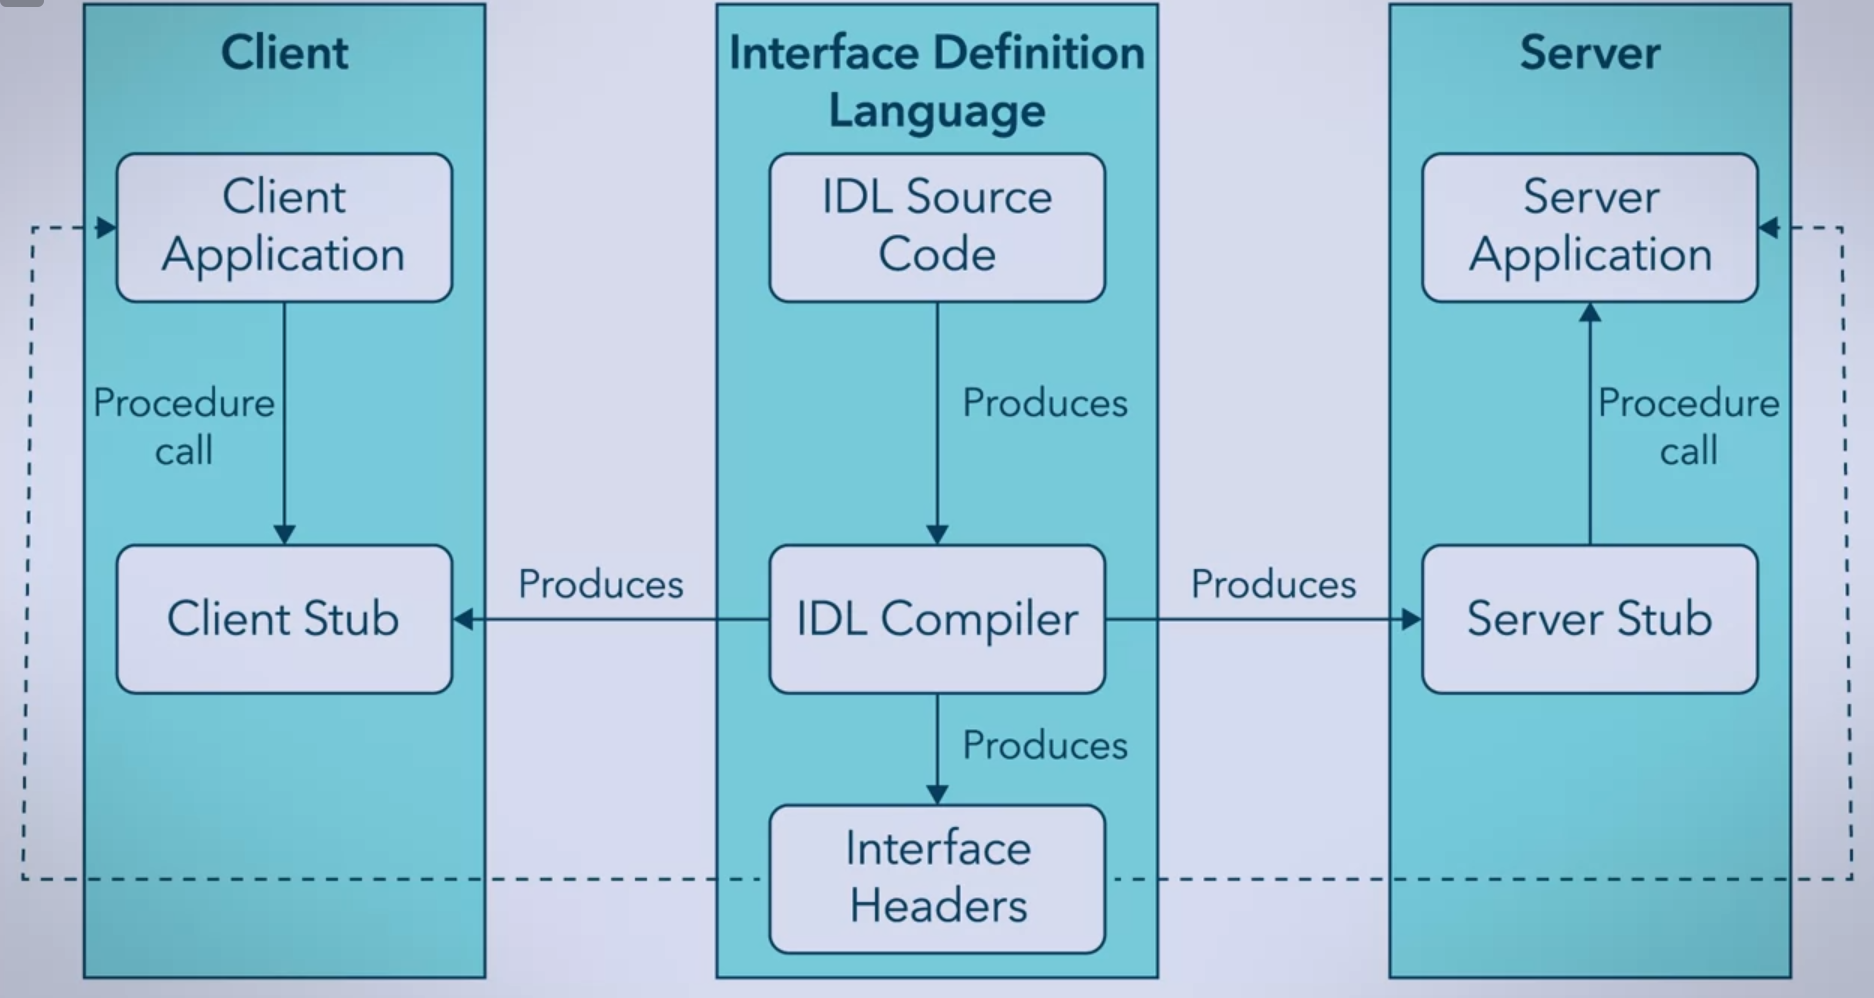 Client
Interface Definition
Language
Server
Client
Application
IDL Source
Code
Server
Application
Procedure
call
Produces
Procedure
call
Client Stub
Produces
IDL Compiler
Produces
Server Stub
Produces
Interface
Headers